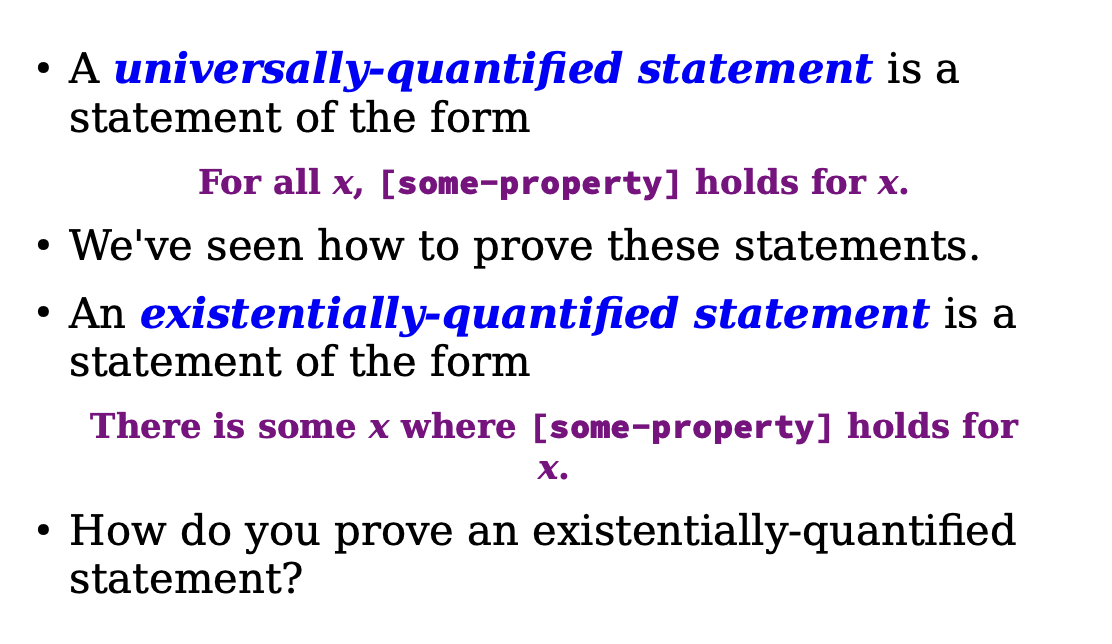 • A universally-quantified statement is a
statement of the form
For all x, [some-property] holds for x.
• We've seen how to prove these statements.
• An existentially-quantified statement is a
statement of the form
There is some x where [some-property] holds for
x.
• How do you prove an existentially-quantified
statement?